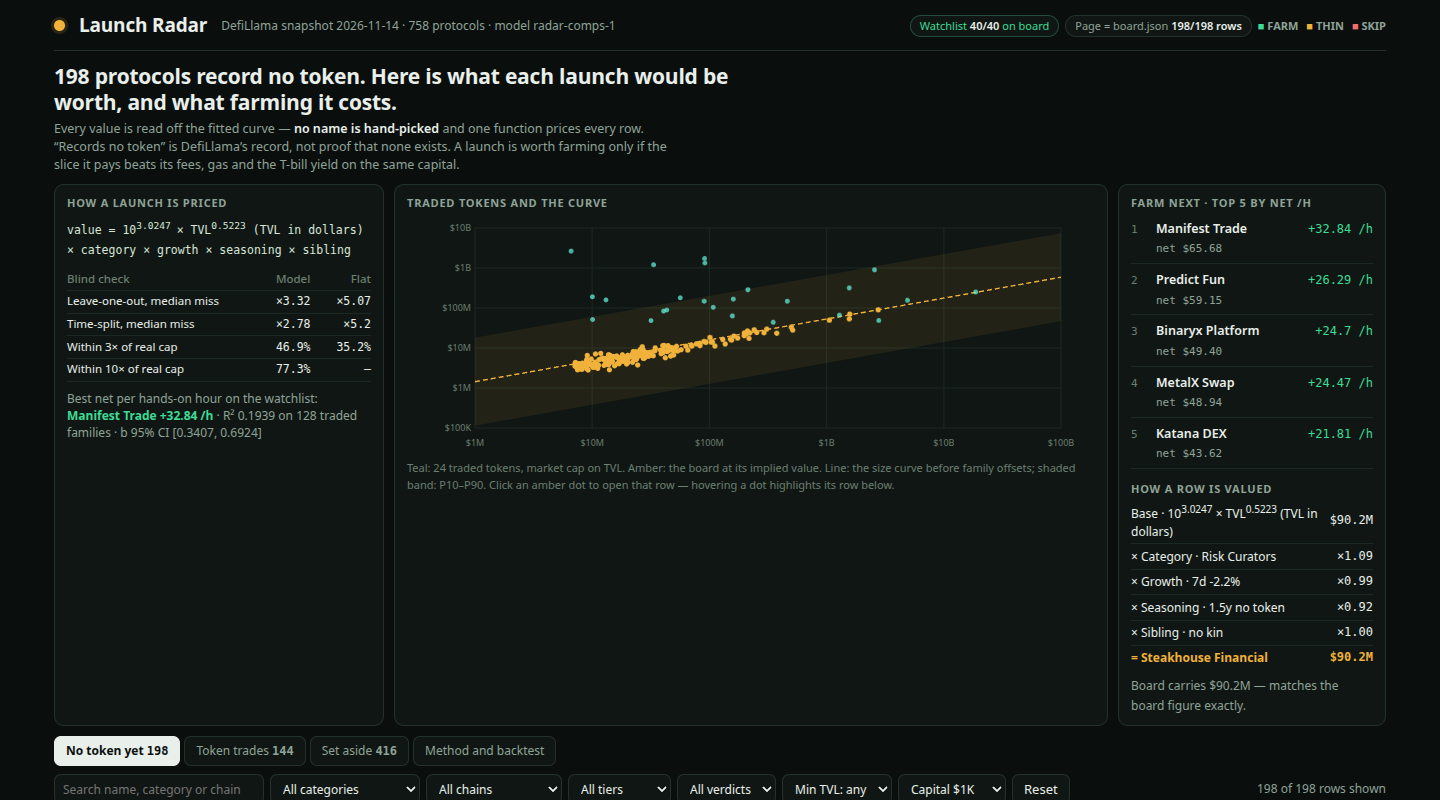 Launch Radar
DefiLlama snapshot 2026-11-14 · 758 protocols · model radar-comps-1
Watchlist 40/40 on board
Page = board.json 198/198 rows
FARM
THIN
SKIP
198 protocols record no token. Here is what each launch would be
worth, and what farming it costs.
Every value is read off the fitted curve — no name is hand-picked and one function prices every row.
“Records no token” is DefiLlama’s record, not proof that none exists. A launch is worth farming only if the
slice it pays beats its fees, gas and the T-bill yield on the same capital.
HOW A LAUNCH IS PRICED
value = 10^3.0247 × TVL^0.5223 (TVL in dollars)
× category × growth × seasoning × sibling
Blind check Model Flat
Leave-one-out, median miss ×3.32 ×5.07
Time-split, median miss ×2.78 ×5.2
Within 3× of real cap 46.9% 35.2%
Within 10× of real cap 77.3% —
Best net per hands-on hour on the watchlist:
Manifest Trade +32.84 /h · R² 0.1939 on 128 traded
families · b 95% CI [0.3407, 0.6924]
TRADED TOKENS AND THE CURVE
$10B
$1B
$100M
$10M
$1M
$100K
$1M $10M $100M $1B $10B $100B
Teal: 24 traded tokens, market cap on TVL. Amber: the board at its implied value. Line: the size curve before family offsets; shaded
band: P10–P90. Click an amber dot to open that row — hovering a dot highlights its row below.
FARM NEXT · TOP 5 BY NET /H
1 Manifest Trade +32.84 /h
net $65.68
2 Predict Fun +26.29 /h
net $59.15
3 Binaryx Platform +24.7 /h
net $49.40
4 MetalX Swap +24.47 /h
net $48.94
5 Katana DEX +21.81 /h
net $43.62
HOW A ROW IS VALUED
Base · 10^3.0247 × TVL^0.5223 (TVL in
dollars) $90.2M
× Category · Risk Curators ×1.09
× Growth · 7d -2.2% ×0.99
× Seasoning · 1.5y no token ×0.92
× Sibling · no kin ×1.00
= Steakhouse Financial $90.2M
Board carries $90.2M — matches the
board figure exactly.
No token yet 198
Token trades 144
Set aside 416
Method and backtest
Search name, category or chain
All categories
All chains
All tiers
All verdicts
Min TVL: any
Capital $1K
Reset
198 of 198 rows shown